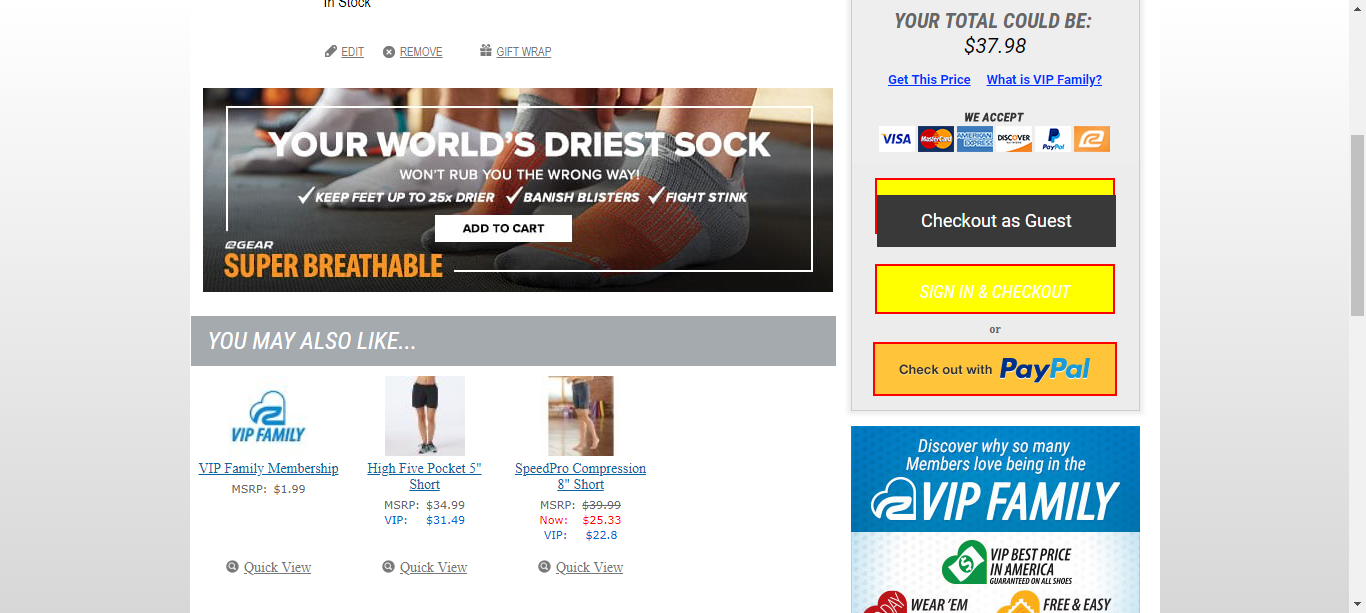 In Stock
EDIT
REMOVE
GIFT WRAP
YOUR WORLD'S DRIEST SOCK
WON'T RUB YOU THE WRONG WAY!
KEEP FEET UP TO 25x DRIER BANISH BLISTERS FIGHT STINK
ADD TO CART
GEAR
SUPER BREATHABLE
YOU MAY ALSO LIKE...
VIP FAMILY
VIP Family Membership
MSRP: $1.99
Quick View
High Five Pocket 5"
Short
MSRP: $34.99
VIP: $31.49
Quick View
SpeedPro Compression
8" Short
MSRP: $39.99
Now: $25.33
VIP: $22.8
Quick View
YOUR TOTAL COULD BE:
$37.98
Get This Price What is VIP Family?
WE ACCEPT
VISA MasterCard AMERICAN EXPRESS DISCOVER PayPal
Checkout as Guest
SIGN IN & CHECKOUT
or
Check out with PayPal
Discover why so many
Members love being in the
VIP FAMILY
VIP BEST PRICE
IN AMERICA
GUARANTEED ON ALL SHOES
DAY
WEAR 'EM
FREE & EASY